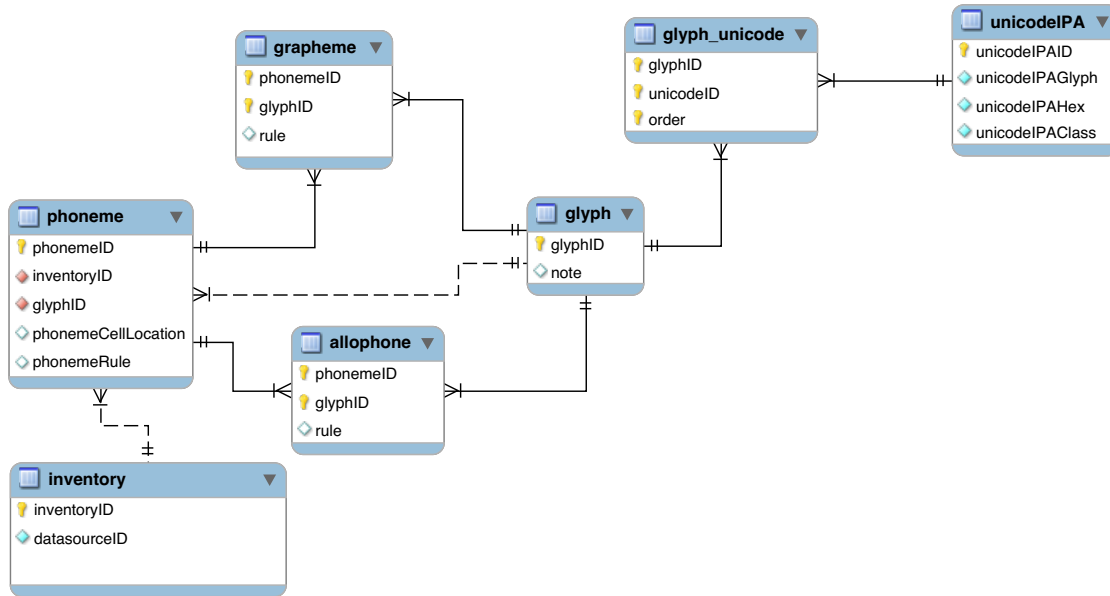 grapheme
phonemeID
glyphID
rule
glyph_unicode
glyphID
unicodeID
order
unicodeIPA
unicodeIPAID
unicodeIPAGlyph
unicodeIPAHex
unicodeIPAClass
phoneme
phonemeID
inventoryID
glyphID
phonemeCellLocation
phonemeRule
glyph
glyphID
note
allophone
phonemeID
glyphID
rule
inventory
inventoryID
datasourceID